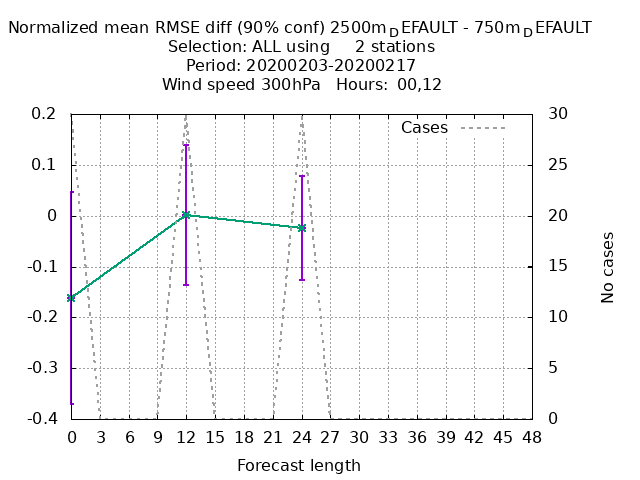 Normalized mean RMSE diff (90% conf) 2500m_DEFAULT - 750m_DEFAULT
Selection: ALL using 2 stations
Period: 20200203-20200217
Wind speed 300hPa Hours: 00,12
Cases
0.2
0.1
0
-0.1
-0.2
-0.3
-0.4
30
25
20
15
10
5
0
No cases
0 3 6 9 12 15 18 21 24 27 30 33 36 39 42 45 48
Forecast length